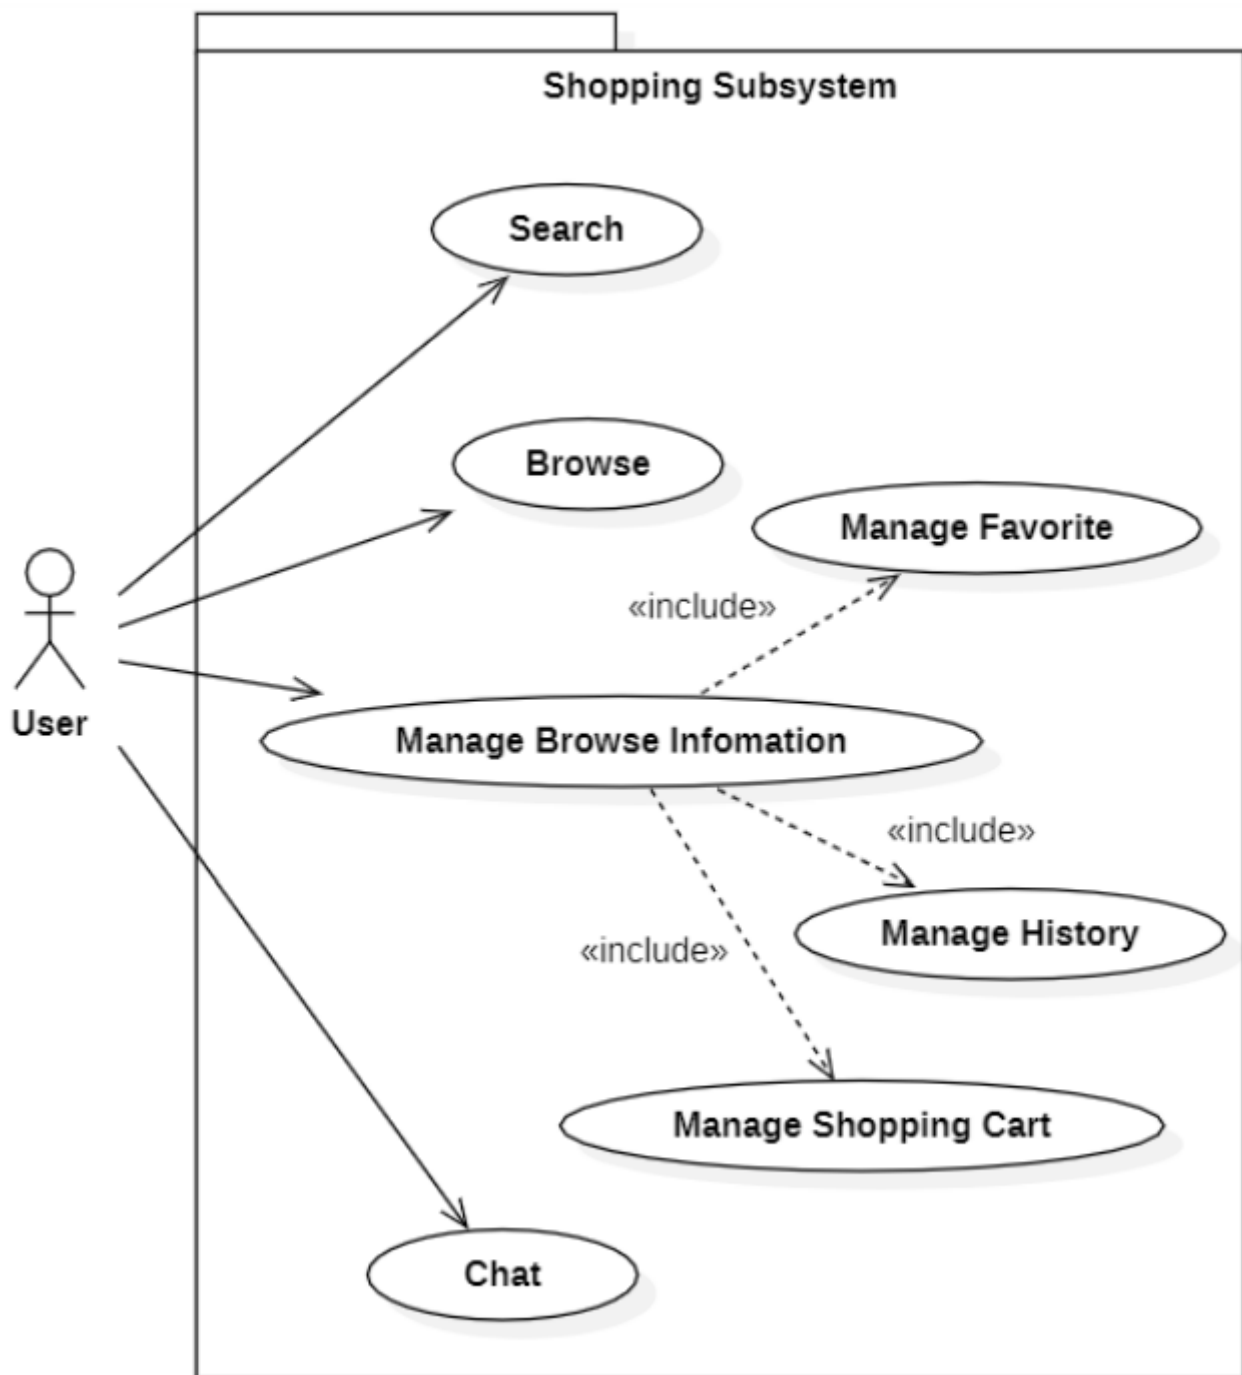 Shopping Subsystem
Search
Browse
Manage Favorite
«include»
User
Manage Browse Infomation
«include»
Manage History
«include»
Manage Shopping Cart
Chat